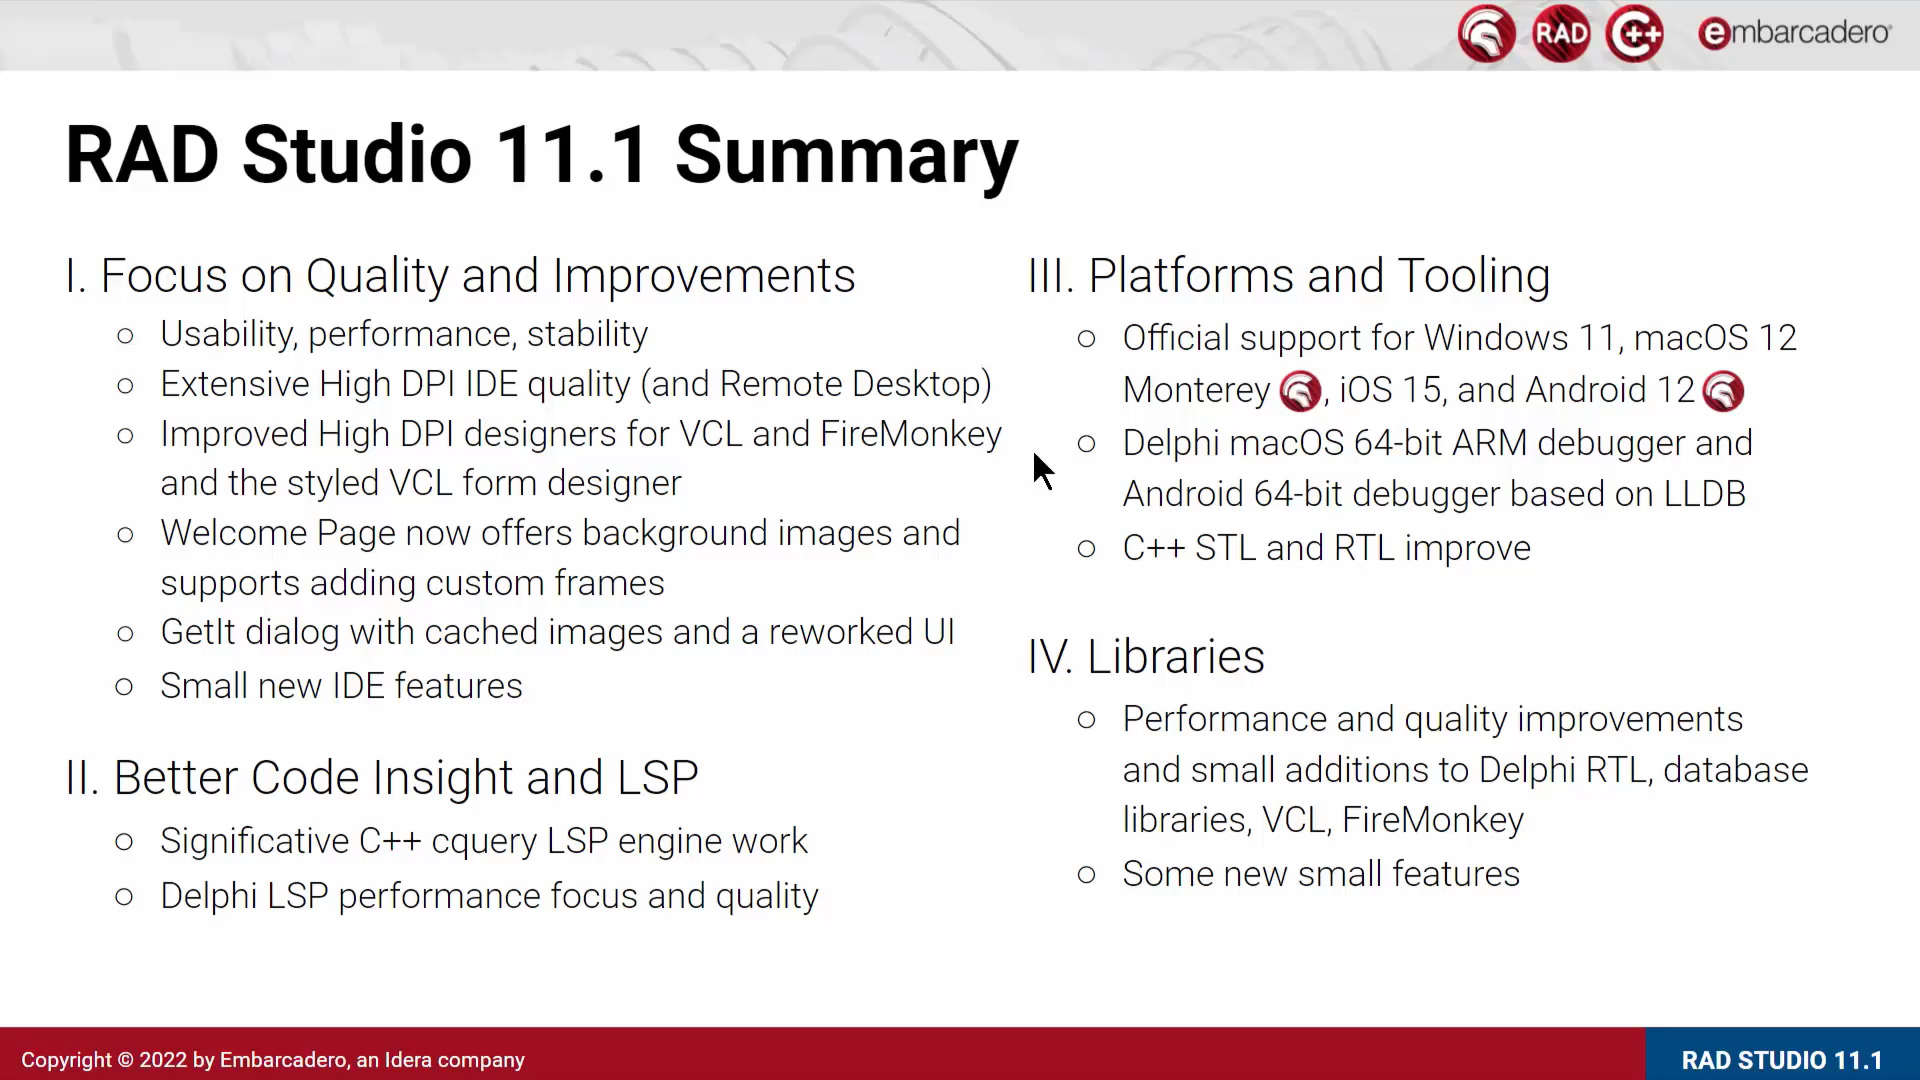 RAD
C++
embarcadero
RAD Studio 11.1 Summary
I. Focus on Quality and Improvements
○ Usability, performance, stability
○ Extensive High DPI IDE quality (and Remote Desktop)
○ Improved High DPI designers for VCL and FireMonkey
and the styled VCL form designer
○ Welcome Page now offers background images and
supports adding custom frames
○ GetIt dialog with cached images and a reworked UI
○ Small new IDE features
II. Better Code Insight and LSP
○ Significative C++ cquery LSP engine work
○ Delphi LSP performance focus and quality
III. Platforms and Tooling
○ Official support for Windows 11, macOS 12
Monterey , iOS 15, and Android 12
○ Delphi macOS 64-bit ARM debugger and
Android 64-bit debugger based on LLDB
○ C++ STL and RTL improve
IV. Libraries
○ Performance and quality improvements
and small additions to Delphi RTL, database
libraries, VCL, FireMonkey
○ Some new small features
Copyright © 2022 by Embarcadero, an Idera company
RAD STUDIO 11.1